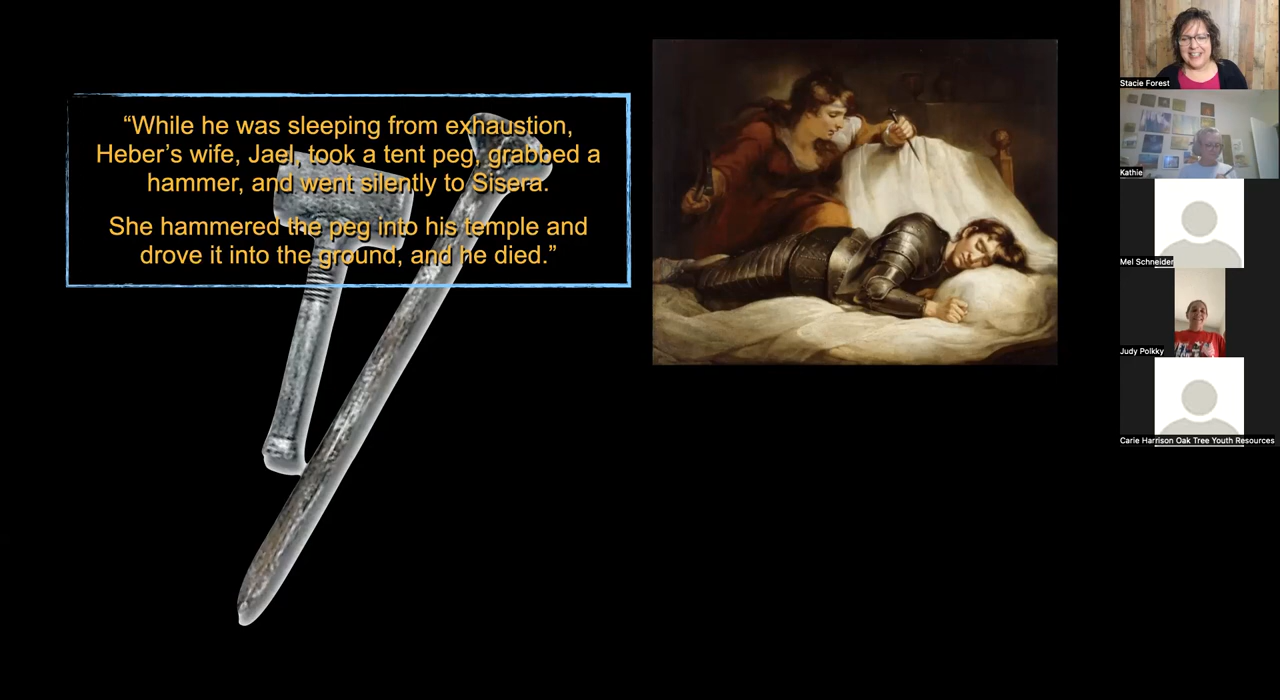 “While he was sleeping from exhaustion,
Heber’s wife, Jael, took a tent peg, grabbed a
hammer, and went silently to Sisera.
She hammered the peg into his temple and
drove it into the ground, and he died.”
Stacie Forest
Kathie
Mel Schneider
Judy Polkky
Carie Harrison Oak Tree Youth Resources